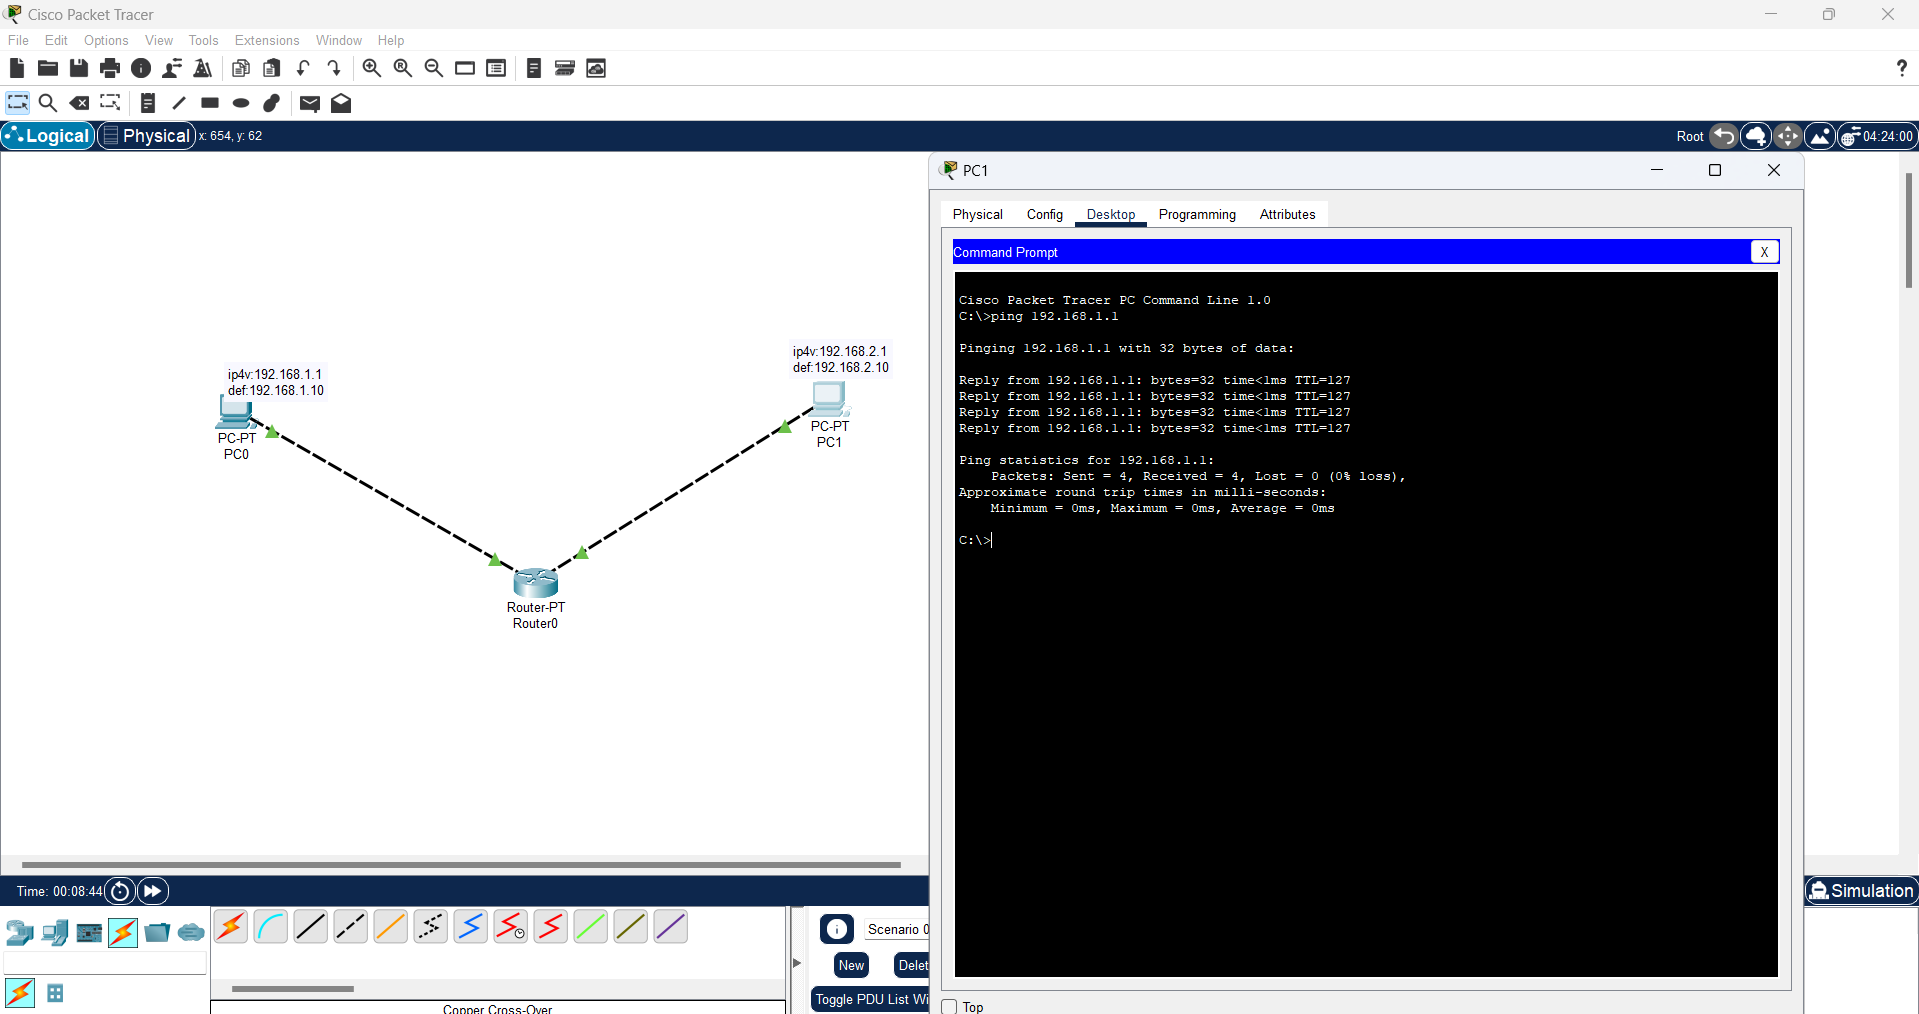 Cisco Packet Tracer
File Edit Options View Tools Extensions Window Help
?
Logical Physical x: 654, y: 62
Root 04:24:00
PC1
Physical Config Desktop Programming Attributes
Command Prompt X
Cisco Packet Tracer PC Command Line 1.0
C:\>ping 192.168.1.1
Pinging 192.168.1.1 with 32 bytes of data:
Reply from 192.168.1.1: bytes=32 time<1ms TTL=127
Reply from 192.168.1.1: bytes=32 time<1ms TTL=127
Reply from 192.168.1.1: bytes=32 time<1ms TTL=127
Reply from 192.168.1.1: bytes=32 time<1ms TTL=127
Ping statistics for 192.168.1.1:
Packets: Sent = 4, Received = 4, Lost = 0 (0% loss),
Approximate round trip times in milli-seconds:
Minimum = 0ms, Maximum = 0ms, Average = 0ms
C:\>
Top
ip4v:192.168.1.1
def:192.168.1.10
PC-PT
PC0
ip4v:192.168.2.1
def:192.168.2.10
PC-PT
PC1
Router-PT
Router0
Time: 00:08:44
Simulation
Scenario 0
New Delet
Toggle PDU List Wi
Copper Cross-Over